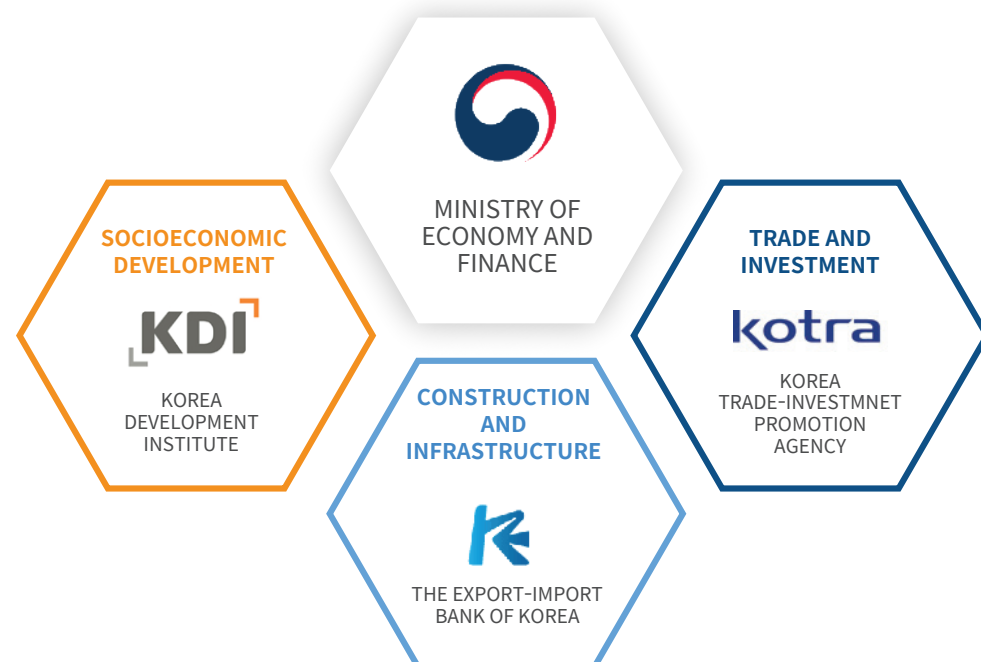 MINISTRY OF
ECONOMY AND
FINANCE
SOCIOECONOMIC
DEVELOPMENT
KDI
KOREA
DEVELOPMENT
INSTITUTE
TRADE AND
INVESTMENT
kotra
KOREA
TRADE-INVESTMNET
PROMOTION
AGENCY
CONSTRUCTION
AND
INFRASTRUCTURE
THE EXPORT-IMPORT
BANK OF KOREA